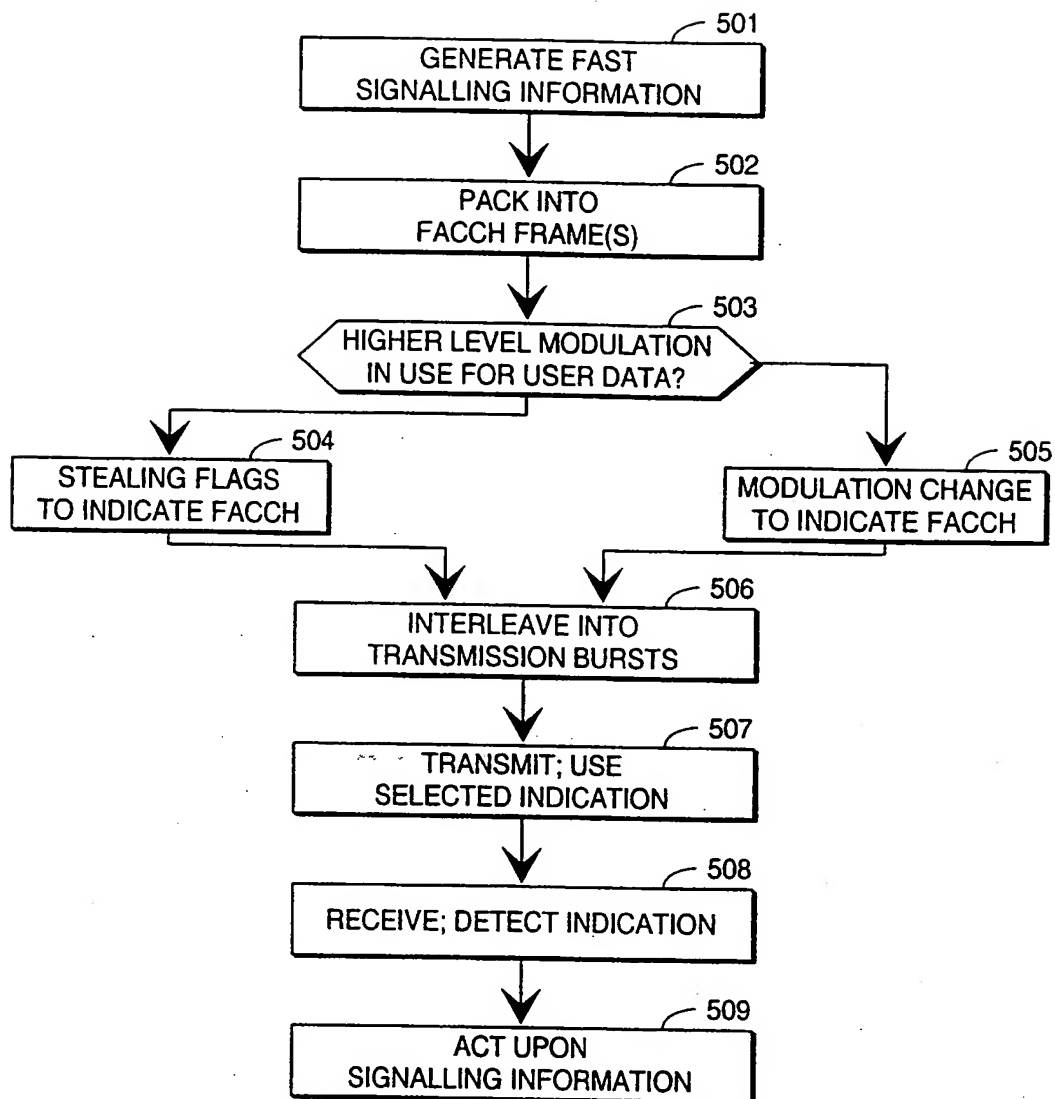 501
GENERATE FAST
SIGNALLING INFORMATION
502
PACK INTO
FACCH FRAME(S)
503
HIGHER LEVEL MODULATION
IN USE FOR USER DATA?
504
STEALING FLAGS
TO INDICATE FACCH
505
MODULATION CHANGE
TO INDICATE FACCH
506
INTERLEAVE INTO
TRANSMISSION BURSTS
507
TRANSMIT; USE
SELECTED INDICATION
508
RECEIVE; DETECT INDICATION
509
ACT UPON
SIGNALLING INFORMATION